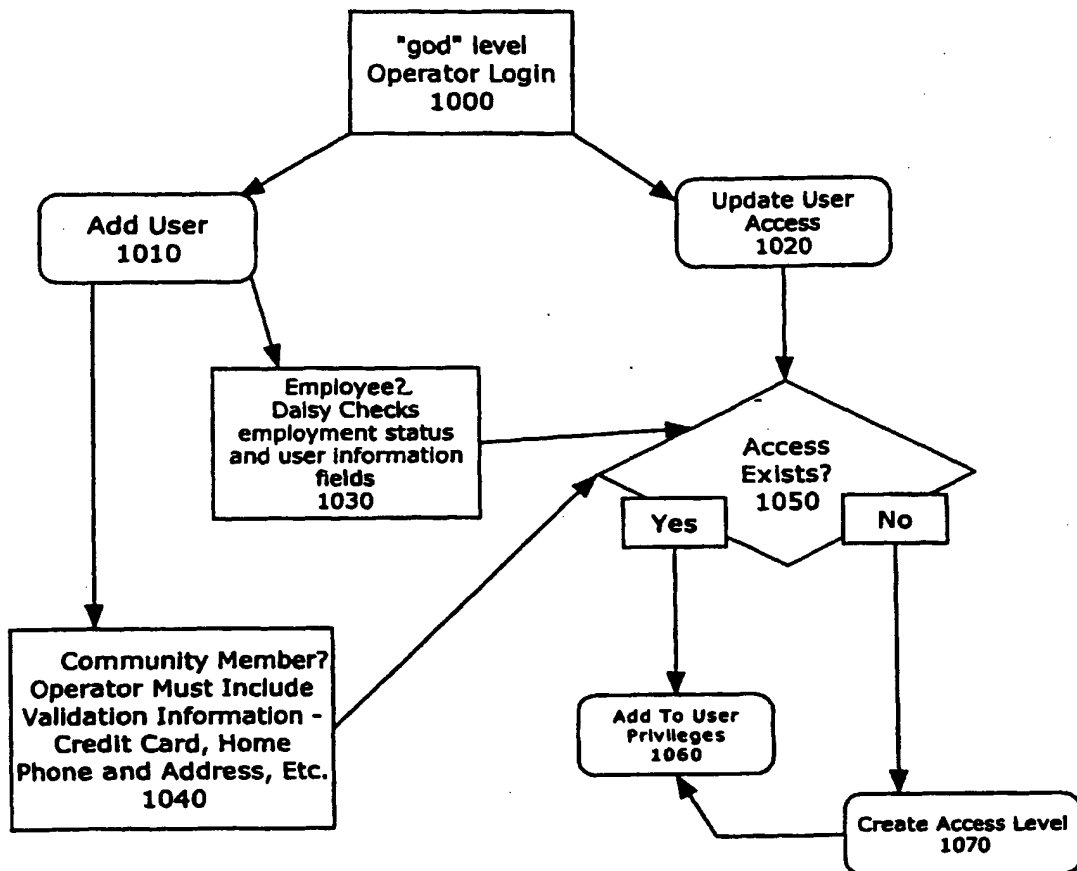 "god" level
Operator Login
1000
Add User
1010
Update User
Access
1020
Employee?
Daisy Checks
employment status
and user information
fields
1030
Access
Exists?
1050
Yes
No
Community Member?
Operator Must Include
Validation Information -
Credit Card, Home
Phone and Address, Etc.
1040
Add To User
Privileges
1060
Create Access Level
1070